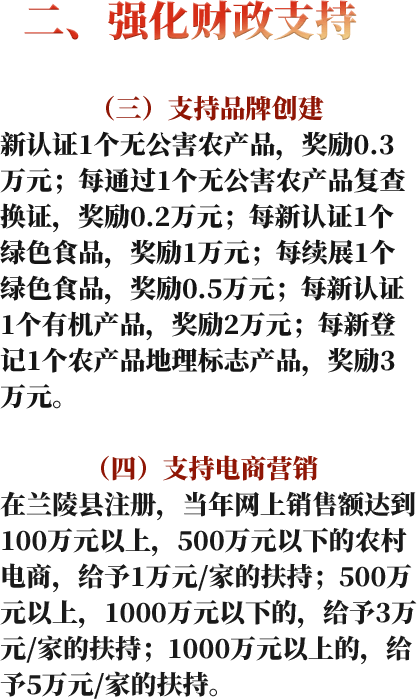 二、强化财政支持
（三）支持品牌创建
新认证1个无公害农产品，奖励0.3
万元；每通过1个无公害农产品复查
换证，奖励0.2万元；每新认证1个
绿色食品，奖励1万元；每续展1个
绿色食品，奖励0.5万元；每新认证
1个有机产品，奖励2万元；每新登
记1个农产品地理标志产品，奖励3
万元。
（四）支持电商营销
在兰陵县注册，当年网上销售额达到
100万元以上，500万元以下的农村
电商，给予1万元/家的扶持；500万
元以上，1000万元以下的，给予3万
元/家的扶持；1000万元以上的，给
予5万元/家的扶持。